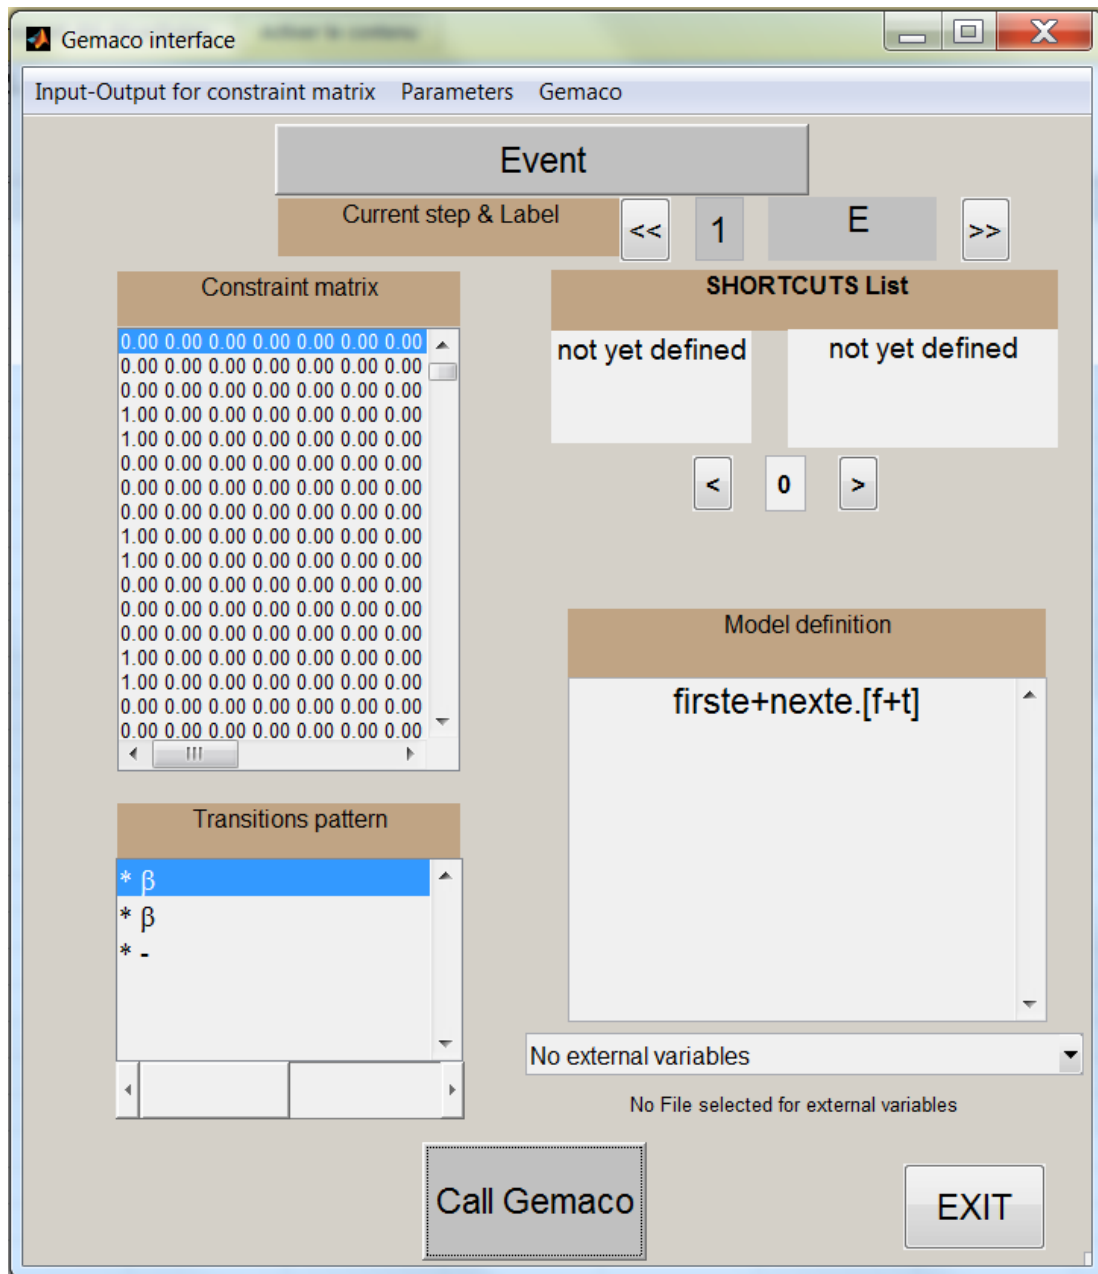 Activer le contenu
Gemaco interface
Input-Output for constraint matrix Parameters Gemaco
Event
Current step & Label << 1 E >>
Constraint matrix
0.00 0.00 0.00 0.00 0.00 0.00 0.00
0.00 0.00 0.00 0.00 0.00 0.00 0.00
0.00 0.00 0.00 0.00 0.00 0.00 0.00
1.00 0.00 0.00 0.00 0.00 0.00 0.00
1.00 0.00 0.00 0.00 0.00 0.00 0.00
0.00 0.00 0.00 0.00 0.00 0.00 0.00
0.00 0.00 0.00 0.00 0.00 0.00 0.00
0.00 0.00 0.00 0.00 0.00 0.00 0.00
1.00 0.00 0.00 0.00 0.00 0.00 0.00
1.00 0.00 0.00 0.00 0.00 0.00 0.00
0.00 0.00 0.00 0.00 0.00 0.00 0.00
0.00 0.00 0.00 0.00 0.00 0.00 0.00
0.00 0.00 0.00 0.00 0.00 0.00 0.00
1.00 0.00 0.00 0.00 0.00 0.00 0.00
1.00 0.00 0.00 0.00 0.00 0.00 0.00
0.00 0.00 0.00 0.00 0.00 0.00 0.00
0.00 0.00 0.00 0.00 0.00 0.00 0.00
SHORTCUTS List
not yet defined not yet defined
< 0 >
Model definition
firste+nexte.[f+t]
Transitions pattern
* β
* β
* -
No external variables
No File selected for external variables
Call Gemaco
EXIT